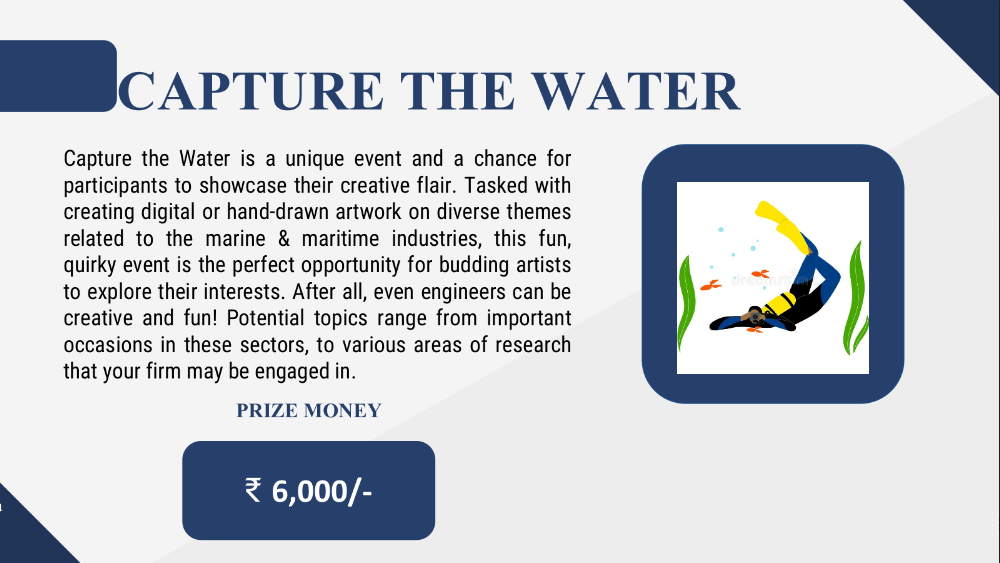 CAPTURE THE WATER
Capture the Water is a unique event and a chance for
participants to showcase their creative flair. Tasked with
creating digital or hand-drawn artwork on diverse themes
related to the marine & maritime industries, this fun,
quirky event is the perfect opportunity for budding artists
to explore their interests. After all, even engineers can be
creative and fun! Potential topics range from important
occasions in these sectors, to various areas of research
that your firm may be engaged in.
PRIZE MONEY
₹ 6,000/-